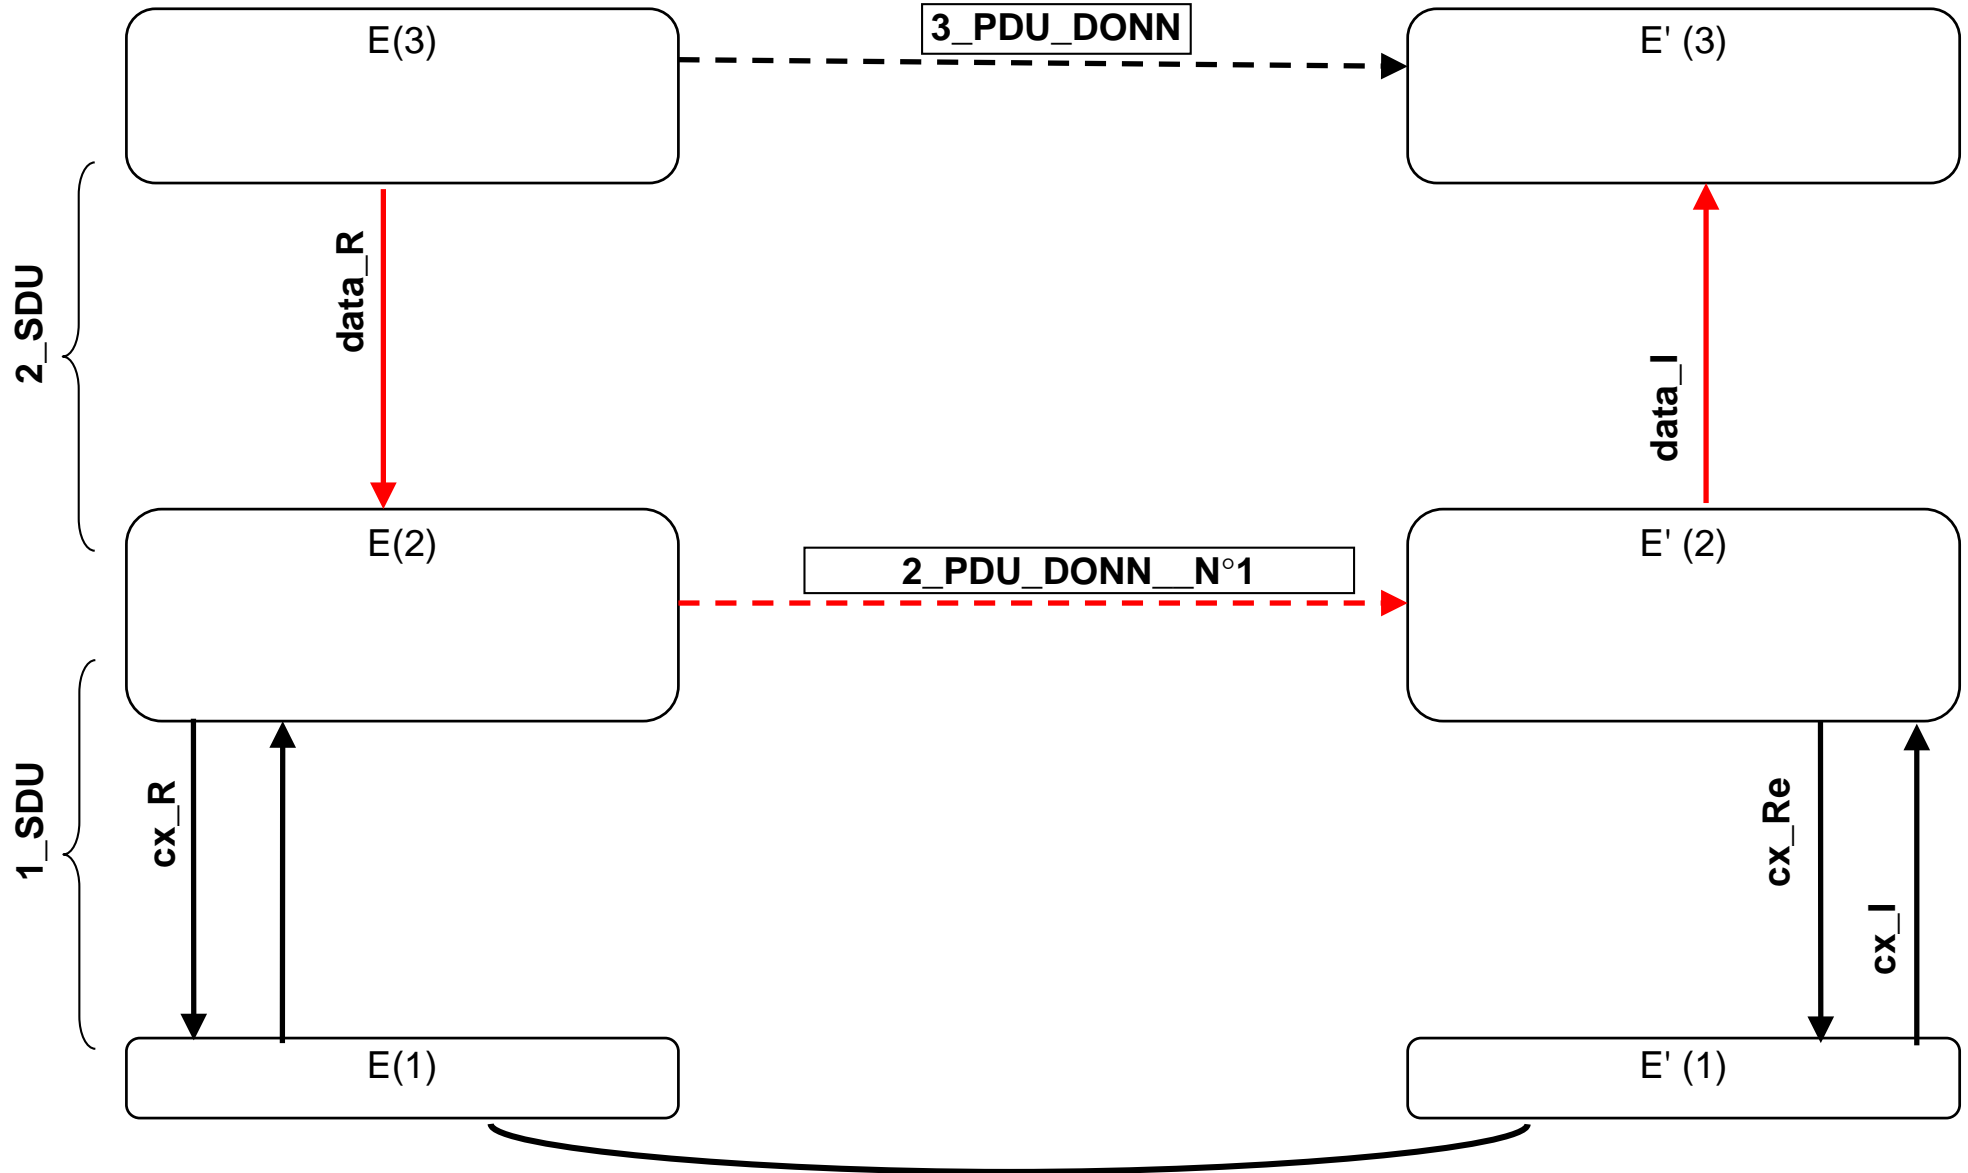 E(3)
3_PDU_DONN
E' (3)
2_SDU
data_R
data_I
E(2)
2_PDU_DONN__N°1
E' (2)
1_SDU
cx_R
cx_Re
cx_I
E(1)
E' (1)